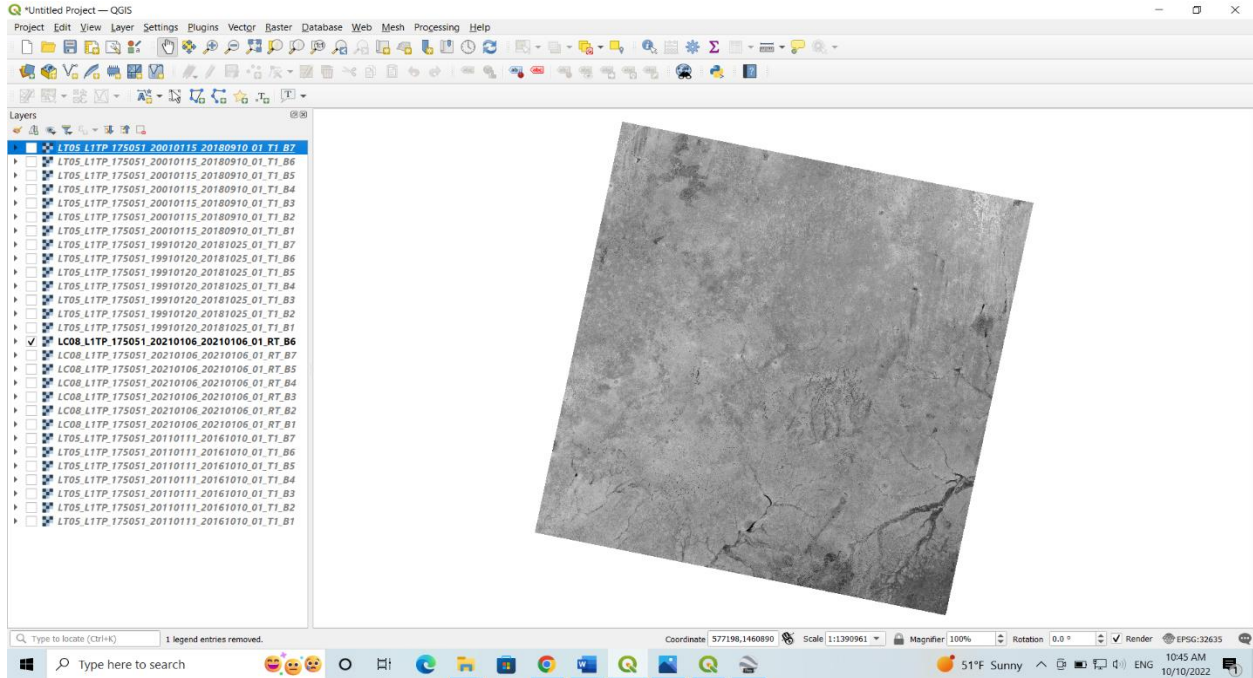 *Untitled Project — QGIS
Project Edit View Layer Settings Plugins Vector Raster Database Web Mesh Processing Help
Layers
LT05_L1TP_175051_20010115_20180910_01_T1_B7
LT05_L1TP_175051_20010115_20180910_01_T1_B6
LT05_L1TP_175051_20010115_20180910_01_T1_B5
LT05_L1TP_175051_20010115_20180910_01_T1_B4
LT05_L1TP_175051_20010115_20180910_01_T1_B3
LT05_L1TP_175051_20010115_20180910_01_T1_B2
LT05_L1TP_175051_20010115_20180910_01_T1_B1
LT05_L1TP_175051_19910120_20181025_01_T1_B7
LT05_L1TP_175051_19910120_20181025_01_T1_B6
LT05_L1TP_175051_19910120_20181025_01_T1_B5
LT05_L1TP_175051_19910120_20181025_01_T1_B4
LT05_L1TP_175051_19910120_20181025_01_T1_B3
LT05_L1TP_175051_19910120_20181025_01_T1_B2
LT05_L1TP_175051_19910120_20181025_01_T1_B1
LC08_L1TP_175051_20210106_20210106_01_RT_B6
LC08_L1TP_175051_20210106_20210106_01_RT_B7
LC08_L1TP_175051_20210106_20210106_01_RT_B5
LC08_L1TP_175051_20210106_20210106_01_RT_B4
LC08_L1TP_175051_20210106_20210106_01_RT_B3
LC08_L1TP_175051_20210106_20210106_01_RT_B2
LC08_L1TP_175051_20210106_20210106_01_RT_B1
LT05_L1TP_175051_20110111_20161010_01_T1_B7
LT05_L1TP_175051_20110111_20161010_01_T1_B6
LT05_L1TP_175051_20110111_20161010_01_T1_B5
LT05_L1TP_175051_20110111_20161010_01_T1_B4
LT05_L1TP_175051_20110111_20161010_01_T1_B3
LT05_L1TP_175051_20110111_20161010_01_T1_B2
LT05_L1TP_175051_20110111_20161010_01_T1_B1
Type to locate (Ctrl+K) 1 legend entries removed. Coordinate 577198,1460890 Scale 1:1390961 Magnifier 100% Rotation 0.0 ° Render EPSG:32635
Type here to search 51°F Sunny ENG 10:45 AM
10/10/2022